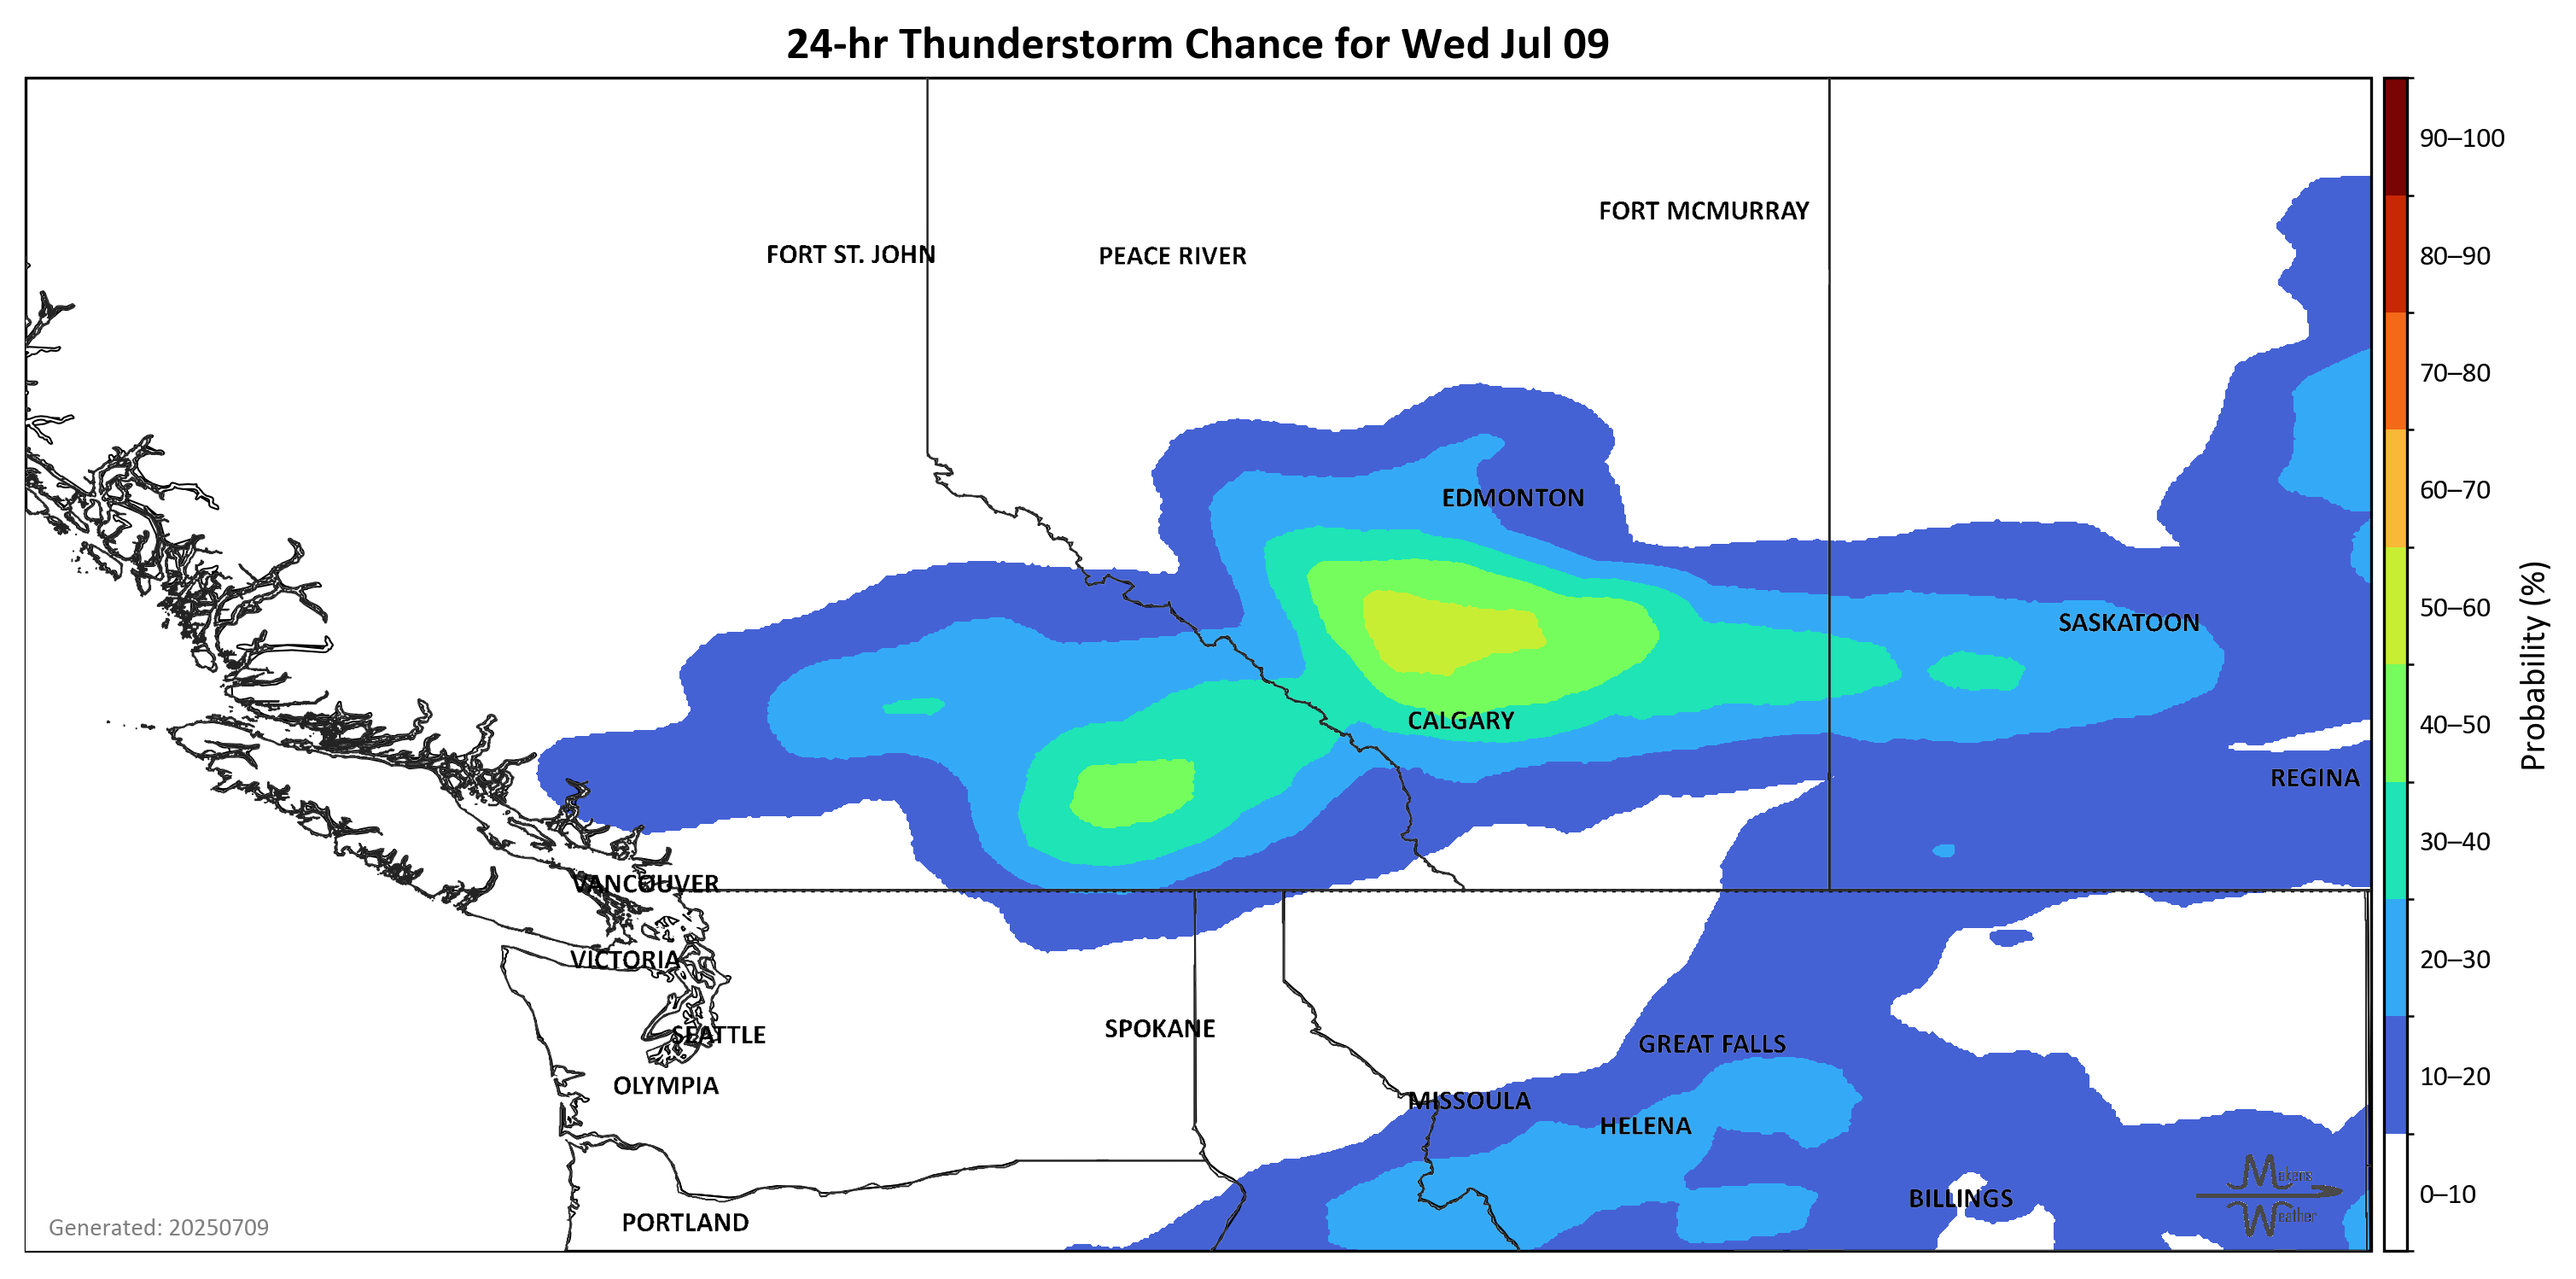 24-hr Thunderstorm Chance for Wed Jul 09
FORT MCMURRAY
FORT ST. JOHN
PEACE RIVER
EDMONTON
SASKATOON
CALGARY
REGINA
VANCOUVER
VICTORIA
SEATTLE
SPOKANE
GREAT FALLS
OLYMPIA
MISSOULA
HELENA
BILLINGS
PORTLAND
Generated: 20250709
Mekens
Weather
90–100
80–90
70–80
60–70
50–60
40–50
30–40
20–30
10–20
0–10
Probability (%)